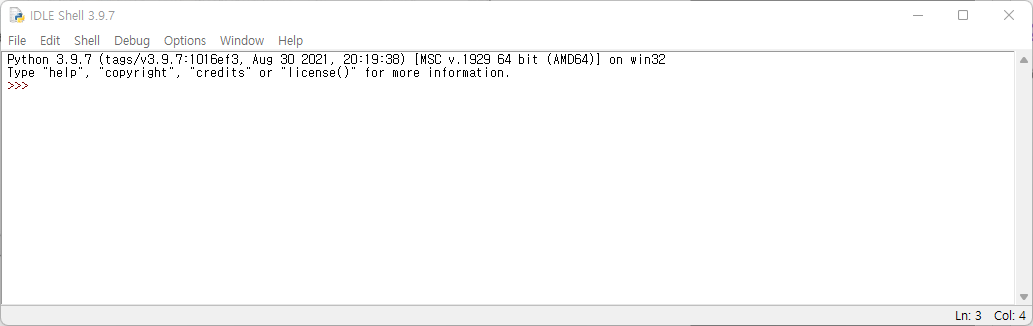 IDLE Shell 3.9.7
File Edit Shell Debug Options Window Help
Python 3.9.7 (tags/v3.9.7:1016ef3, Aug 30 2021, 20:19:38) [MSC v.1929 64 bit (AMD64)] on win32
Type "help", "copyright", "credits" or "license()" for more information.
>>>
Ln: 3 Col: 4